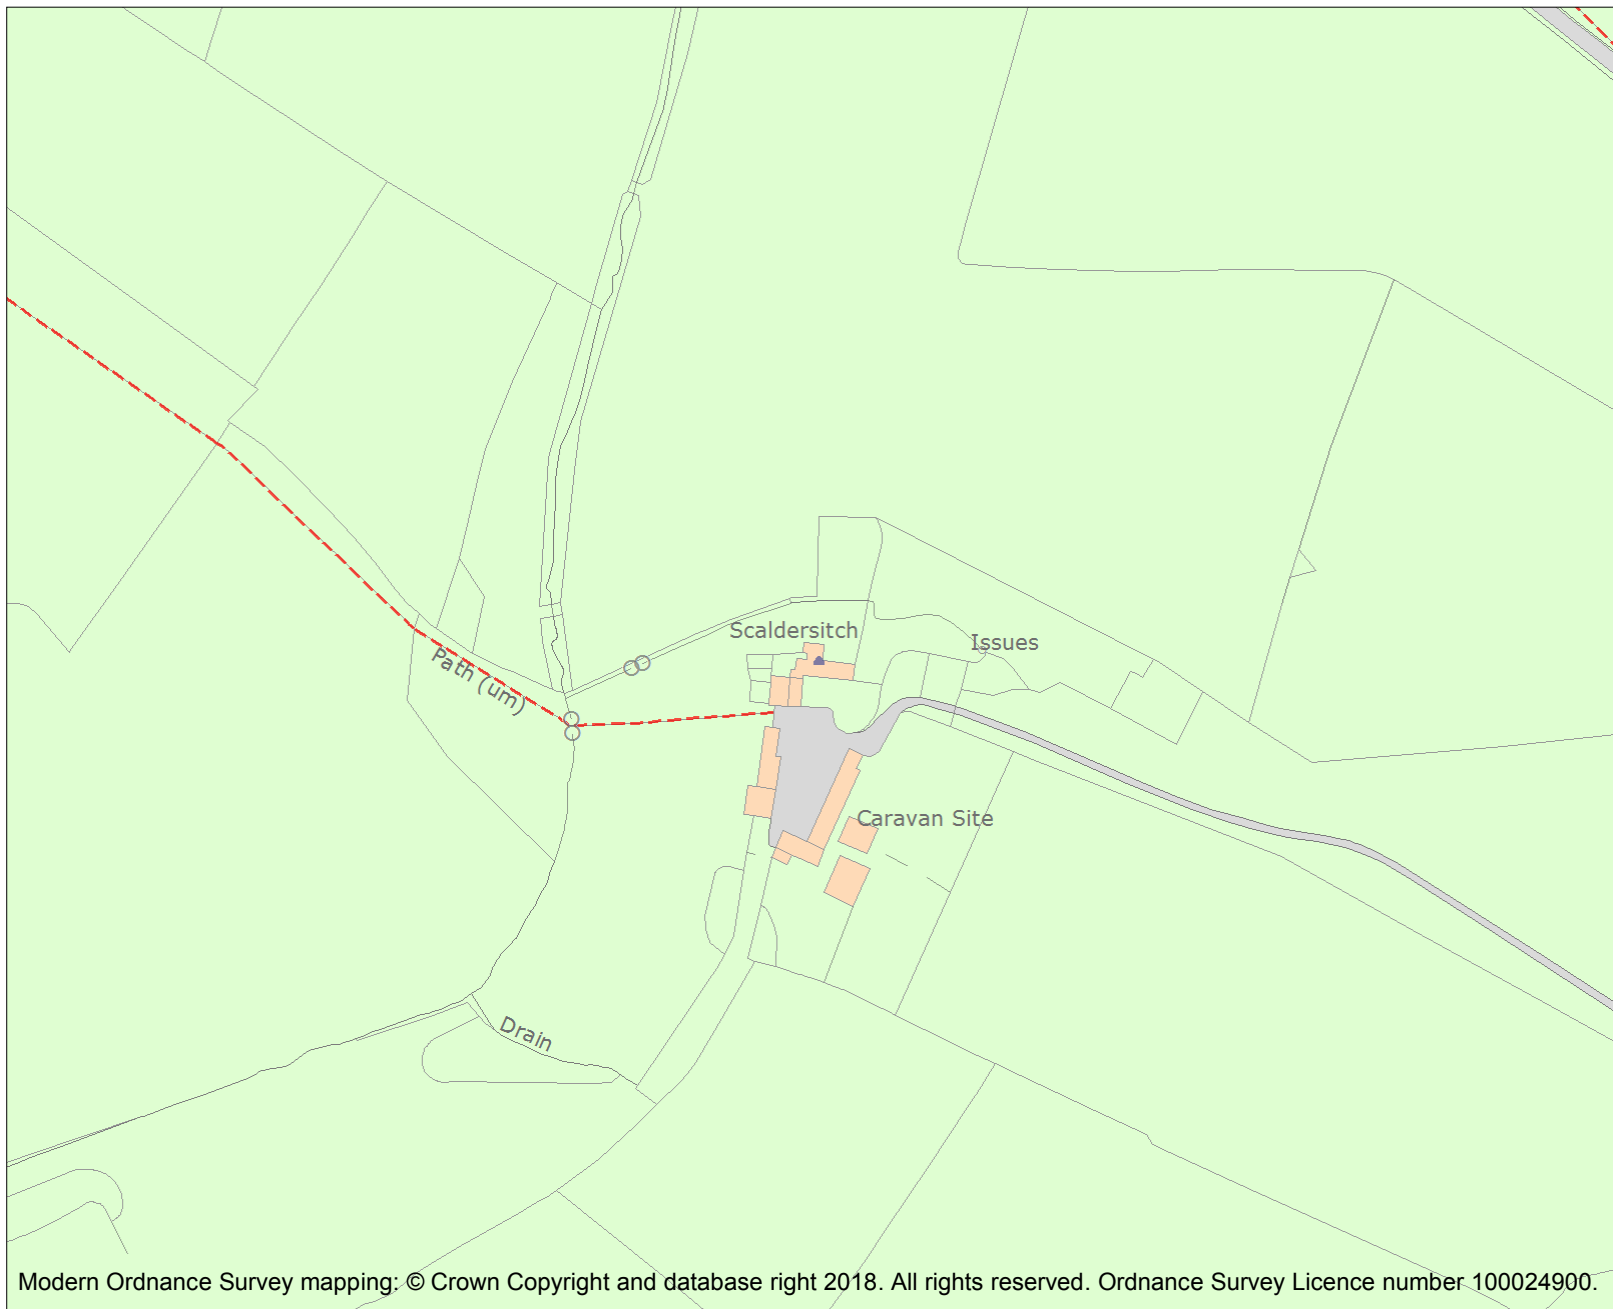 Scaldersitch
Issues
Path (um)
Caravan Site
Drain
Modern Ordnance Survey mapping: © Crown Copyright and database right 2018. All rights reserved. Ordnance Survey Licence number 100024900.